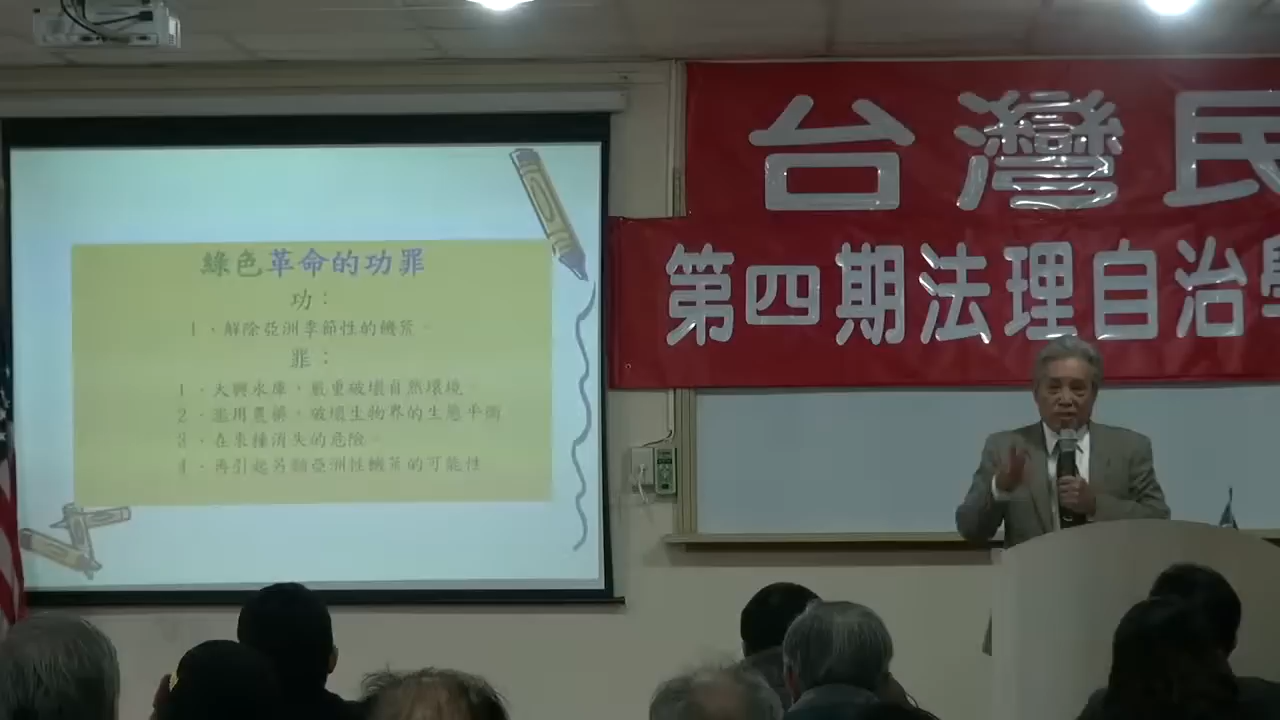 綠色革命的功罪
功：
1、解除亞洲季節性的饑荒。
罪：
1、大興水庫，嚴重破壞自然環境。
2、濫用農藥，破壞生物界的生態平衡
3、在來種消失的危險。
4、再引起另類亞洲性饑荒的可能性
台灣民
第四期法理自治學